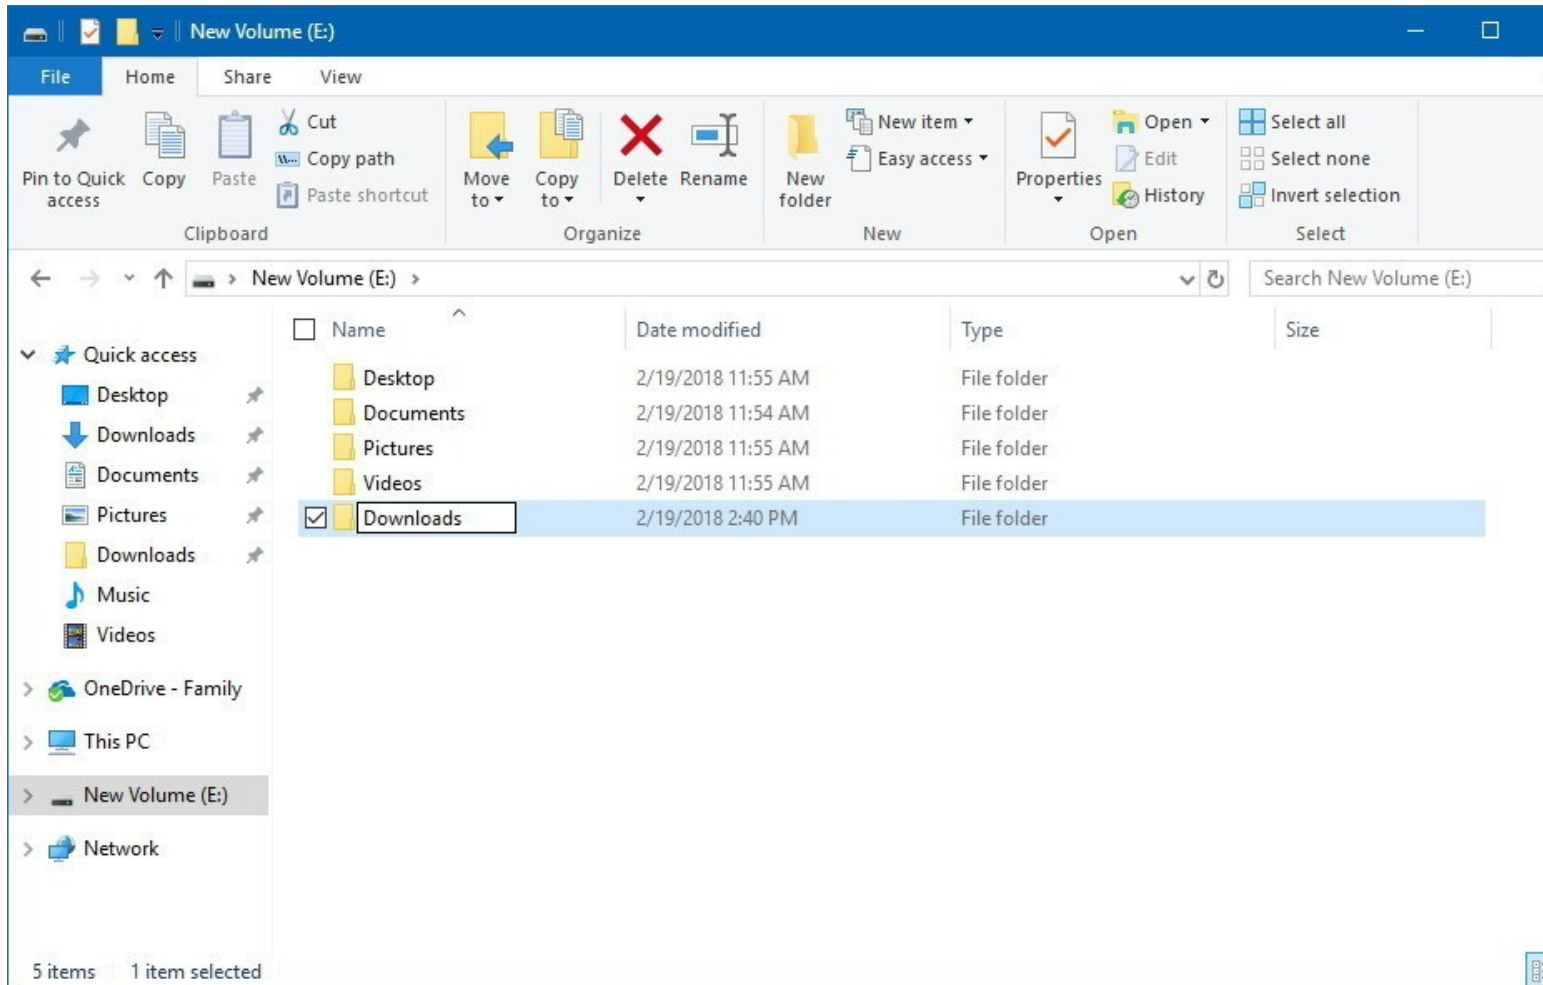 New Volume (E:)
File Home Share View
Pin to Quick access
Copy
Paste
Cut
Copy path
Paste shortcut
Clipboard
Move to
Copy to
Delete
Rename
Organize
New folder
New item
Easy access
New
Properties
Open
Edit
History
Open
Select all
Select none
Invert selection
Select
New Volume (E:)
Search New Volume (E:)
Quick access
Desktop
Downloads
Documents
Pictures
Downloads
Music
Videos
OneDrive - Family
This PC
New Volume (E:)
Network
Name Date modified Type Size
Desktop 2/19/2018 11:55 AM File folder
Documents 2/19/2018 11:54 AM File folder
Pictures 2/19/2018 11:55 AM File folder
Videos 2/19/2018 11:55 AM File folder
Downloads 2/19/2018 2:40 PM File folder
5 items 1 item selected